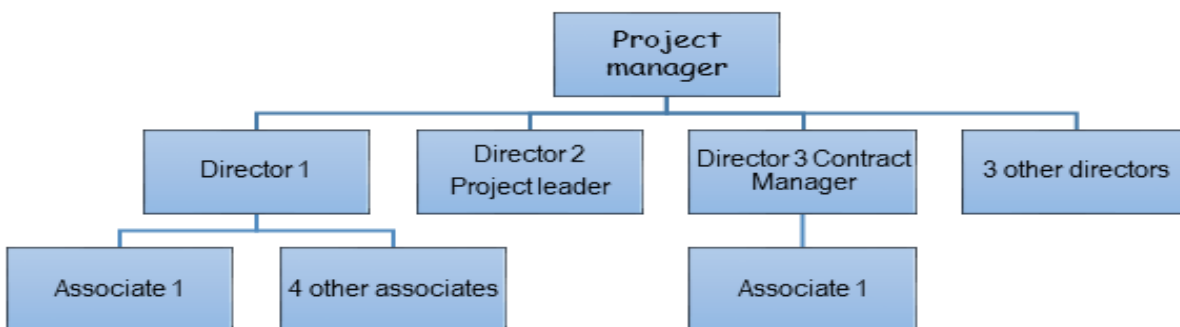 Project
manager
Director 1
Director 2
Project leader
Director 3 Contract
Manager
3 other directors
Associate 1
4 other associates
Associate 1